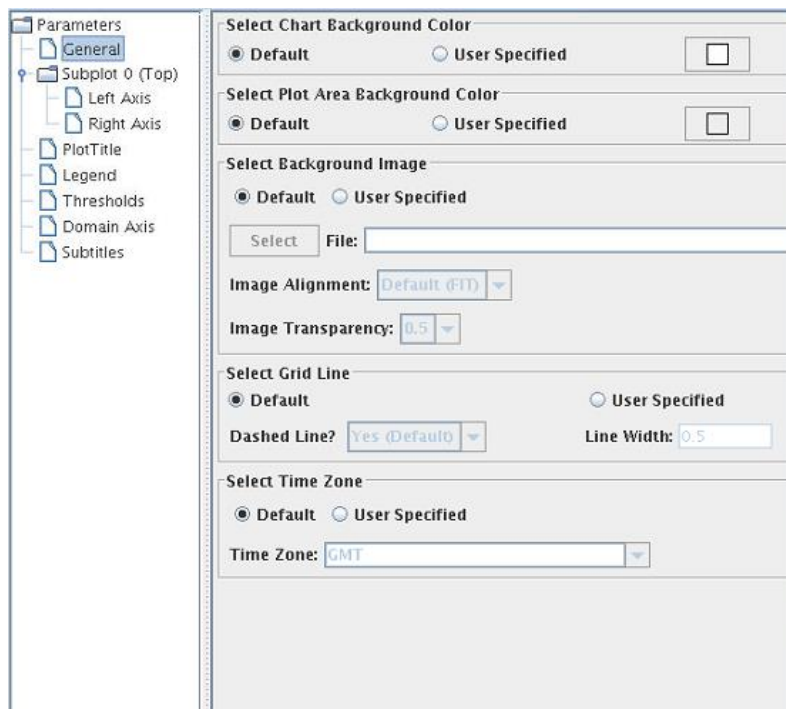 Parameters
General
Subplot 0 (Top)
Left Axis
Right Axis
PlotTitle
Legend
Thresholds
Domain Axis
Subtitles
Select Chart Background Color
Default User Specified
Select Plot Area Background Color
Default User Specified
Select Background Image
Default User Specified
Select File:
Image Alignment: Default (FIT)
Image Transparency: 0.5
Select Grid Line
Default User Specified
Dashed Line? Yes (Default) Line Width: 0.5
Select Time Zone
Default User Specified
Time Zone: GMT